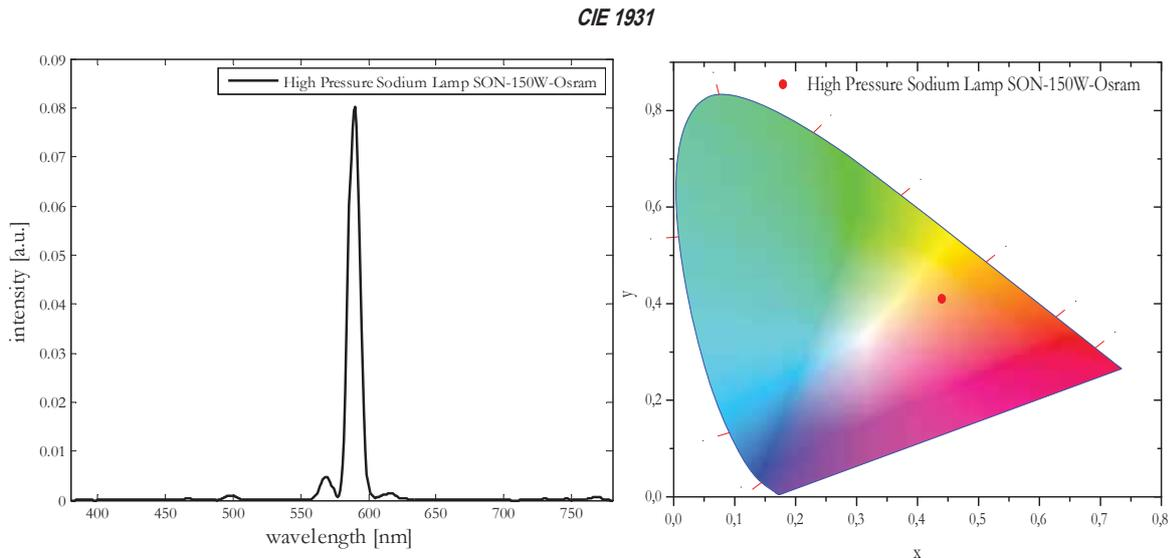 CIE 1931
0.09
0.08
0.07
0.06
0.05
0.04
0.03
0.02
0.01
0
400 450 500 550 600 650 700 750
intensity [a.u.]
wavelength [nm]
High Pressure Sodium Lamp SON-150W-Osram
High Pressure Sodium Lamp SON-150W-Osram
0,8
0,6
0,4
0,2
0,0
0,0 0,1 0,2 0,3 0,4 0,5 0,6 0,7 0,8
y
x